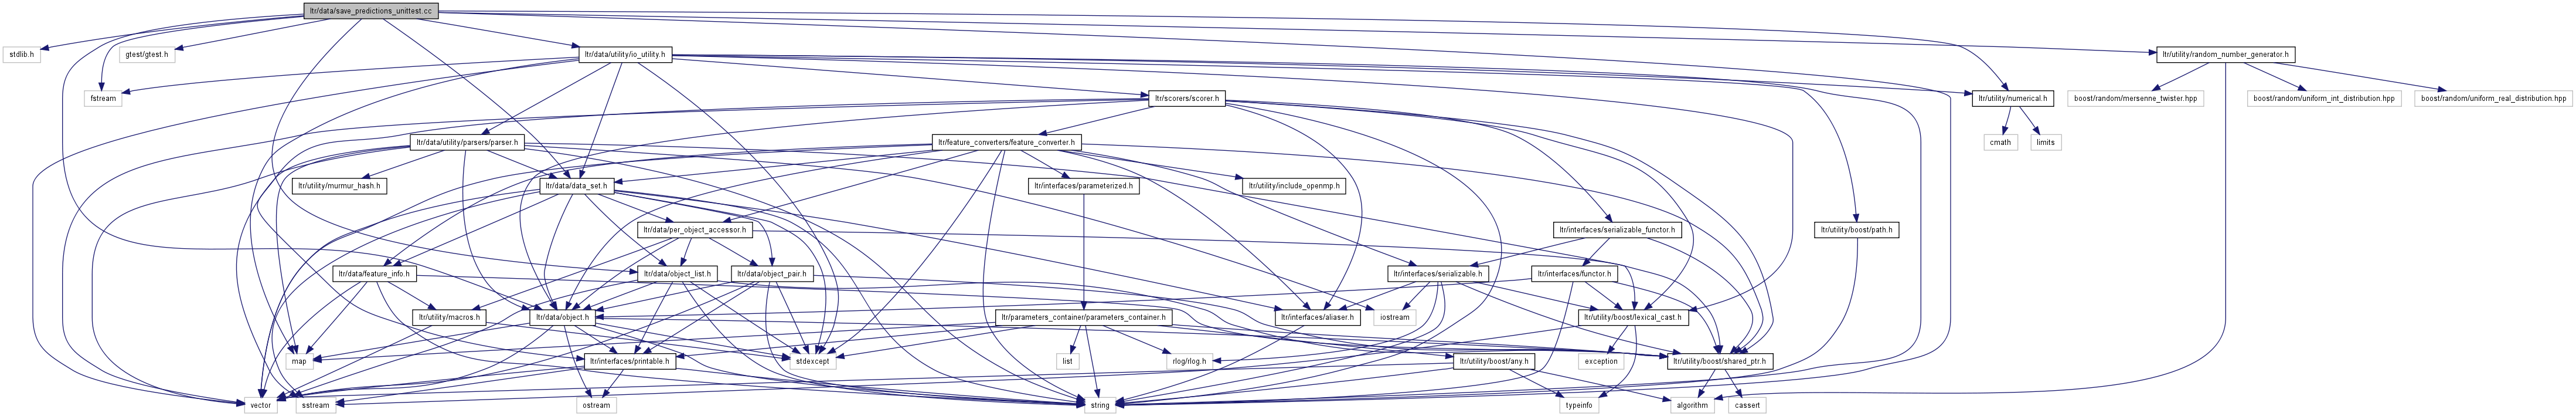 ltr/data/save_predictions_unittest.cc
stdlib.h
gtest/gtest.h
ltr/data/utility/io_utility.h
ltr/utility/random_number_generator.h
fstream
ltr/scorers/scorer.h
ltr/utility/numerical.h
boost/random/mersenne_twister.hpp
boost/random/uniform_int_distribution.hpp
boost/random/uniform_real_distribution.hpp
ltr/data/utility/parsers/parser.h
ltr/feature_converters/feature_converter.h
cmath
limits
ltr/utility/murmur_hash.h
ltr/data/data_set.h
ltr/interfaces/parameterized.h
ltr/utility/include_openmp.h
ltr/data/per_object_accessor.h
ltr/interfaces/serializable_functor.h
ltr/utility/boost/path.h
ltr/data/feature_info.h
ltr/data/object_list.h
ltr/data/object_pair.h
ltr/interfaces/serializable.h
ltr/interfaces/functor.h
ltr/utility/macros.h
ltr/data/object.h
ltr/parameters_container/parameters_container.h
ltr/interfaces/aliaser.h
iostream
ltr/utility/boost/lexical_cast.h
map
ltr/interfaces/printable.h
stdexcept
list
rlog/rlog.h
ltr/utility/boost/any.h
exception
ltr/utility/boost/shared_ptr.h
vector
sstream
ostream
string
typeinfo
algorithm
cassert